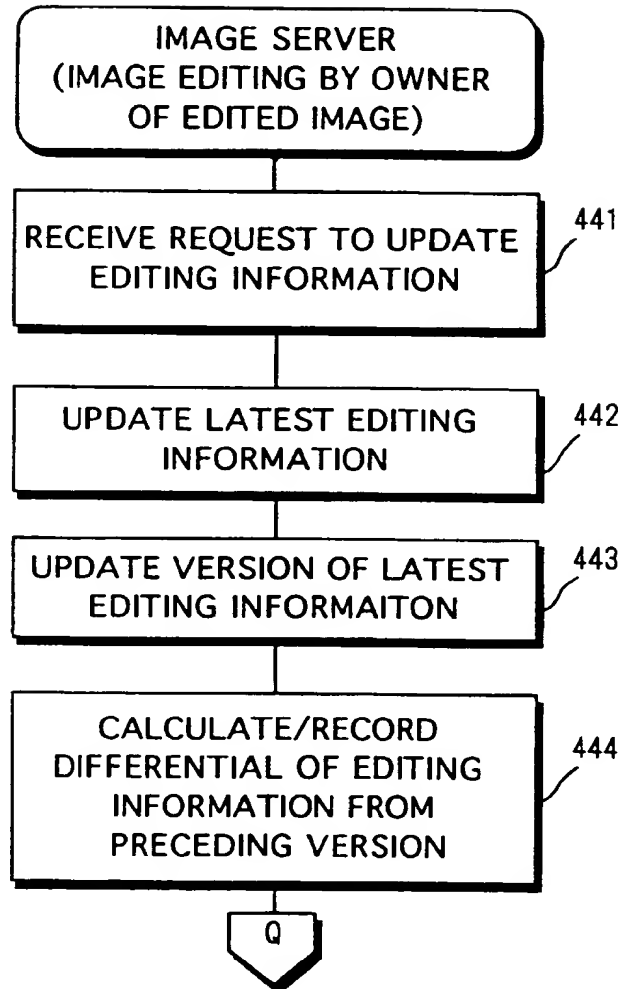 IMAGE SERVER
(IMAGE EDITING BY OWNER
OF EDITED IMAGE)
RECEIVE REQUEST TO UPDATE
EDITING INFORMATION
441
UPDATE LATEST EDITING
INFORMATION
442
UPDATE VERSION OF LATEST
EDITING INFORMAITON
443
CALCULATE/RECORD
DIFFERENTIAL OF EDITING
INFORMATION FROM
PRECEDING VERSION
444
Q